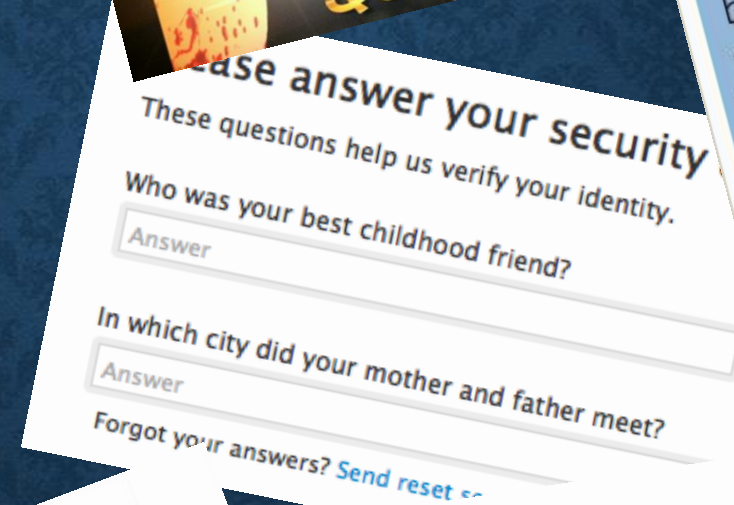 answer your security
These questions help us verify your identity.
Who was your best childhood friend?
Answer
In which city did your mother and father meet?
Answer
Forgot your answers? Send reset